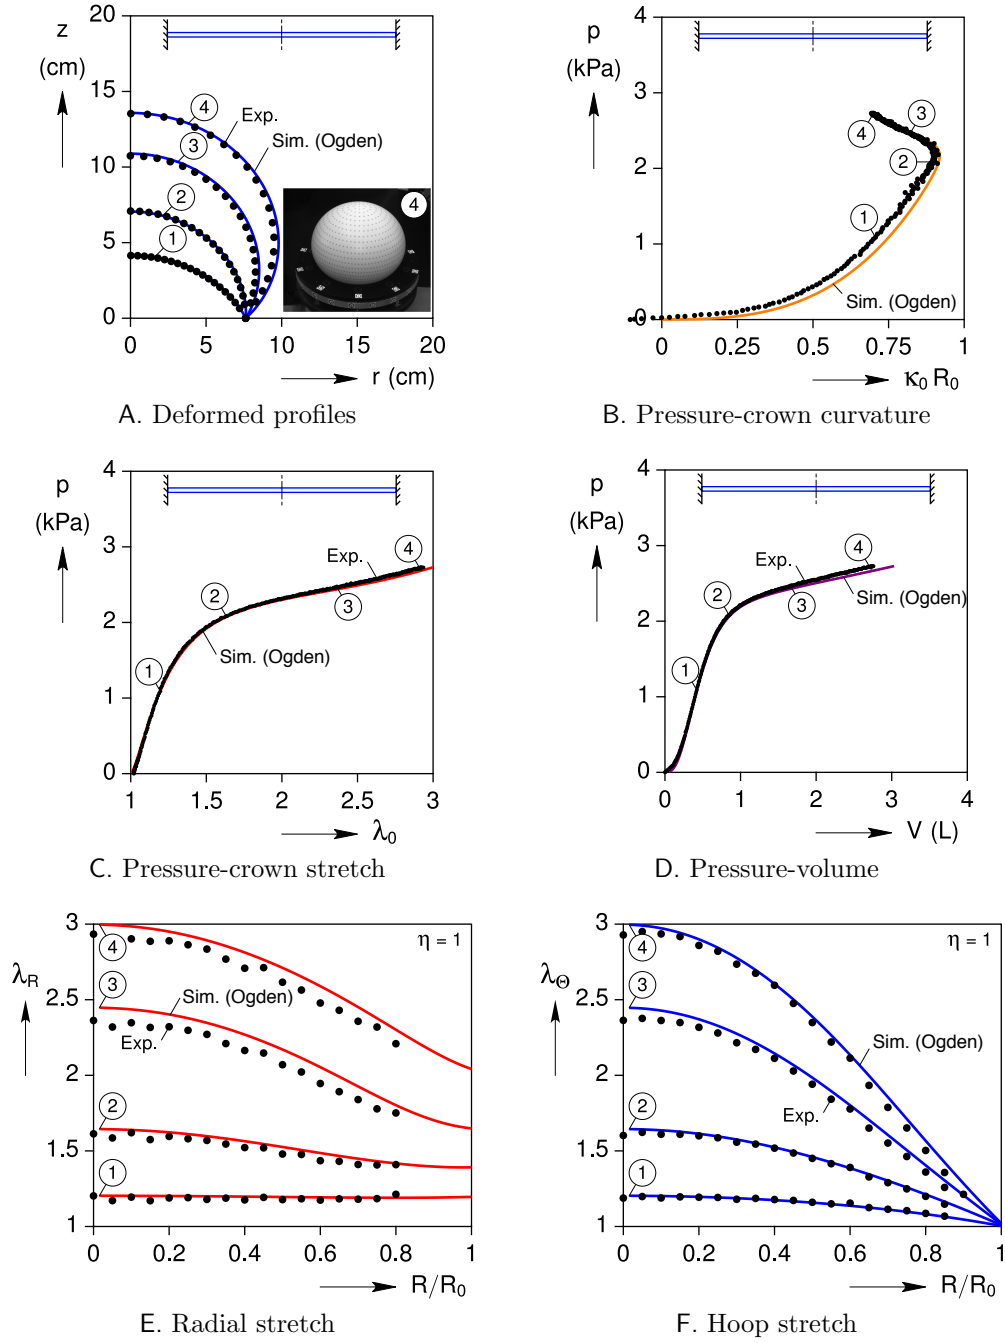 z
(cm)
20
15
10
5
0
4
3
2
1
Exp.
Sim. (Ogden)
4
0 5 10 15 20
r (cm)
A. Deformed profiles
p
(kPa)
4
3
2
1
0
3
4
2
1
Sim. (Ogden)
0 0.25 0.5 0.75 1
κ₀ R₀
B. Pressure-crown curvature
p
(kPa)
4
3
2
1
0
Exp.
4
2
3
Sim. (Ogden)
1
1 1.5 2 2.5 3
λ₀
C. Pressure-crown stretch
p
(kPa)
4
3
2
1
0
Exp.
4
2
3
Sim. (Ogden)
1
0 1 2 3 4
V (L)
D. Pressure-volume
λ_R
3
2.5
2
1.5
1
η = 1
4
3
Sim. (Ogden)
Exp.
2
1
0 0.2 0.4 0.6 0.8 1
R/R₀
E. Radial stretch
λ_Θ
3
2.5
2
1.5
1
η = 1
4
3
Sim. (Ogden)
Exp.
2
1
0 0.2 0.4 0.6 0.8 1
R/R₀
F. Hoop stretch